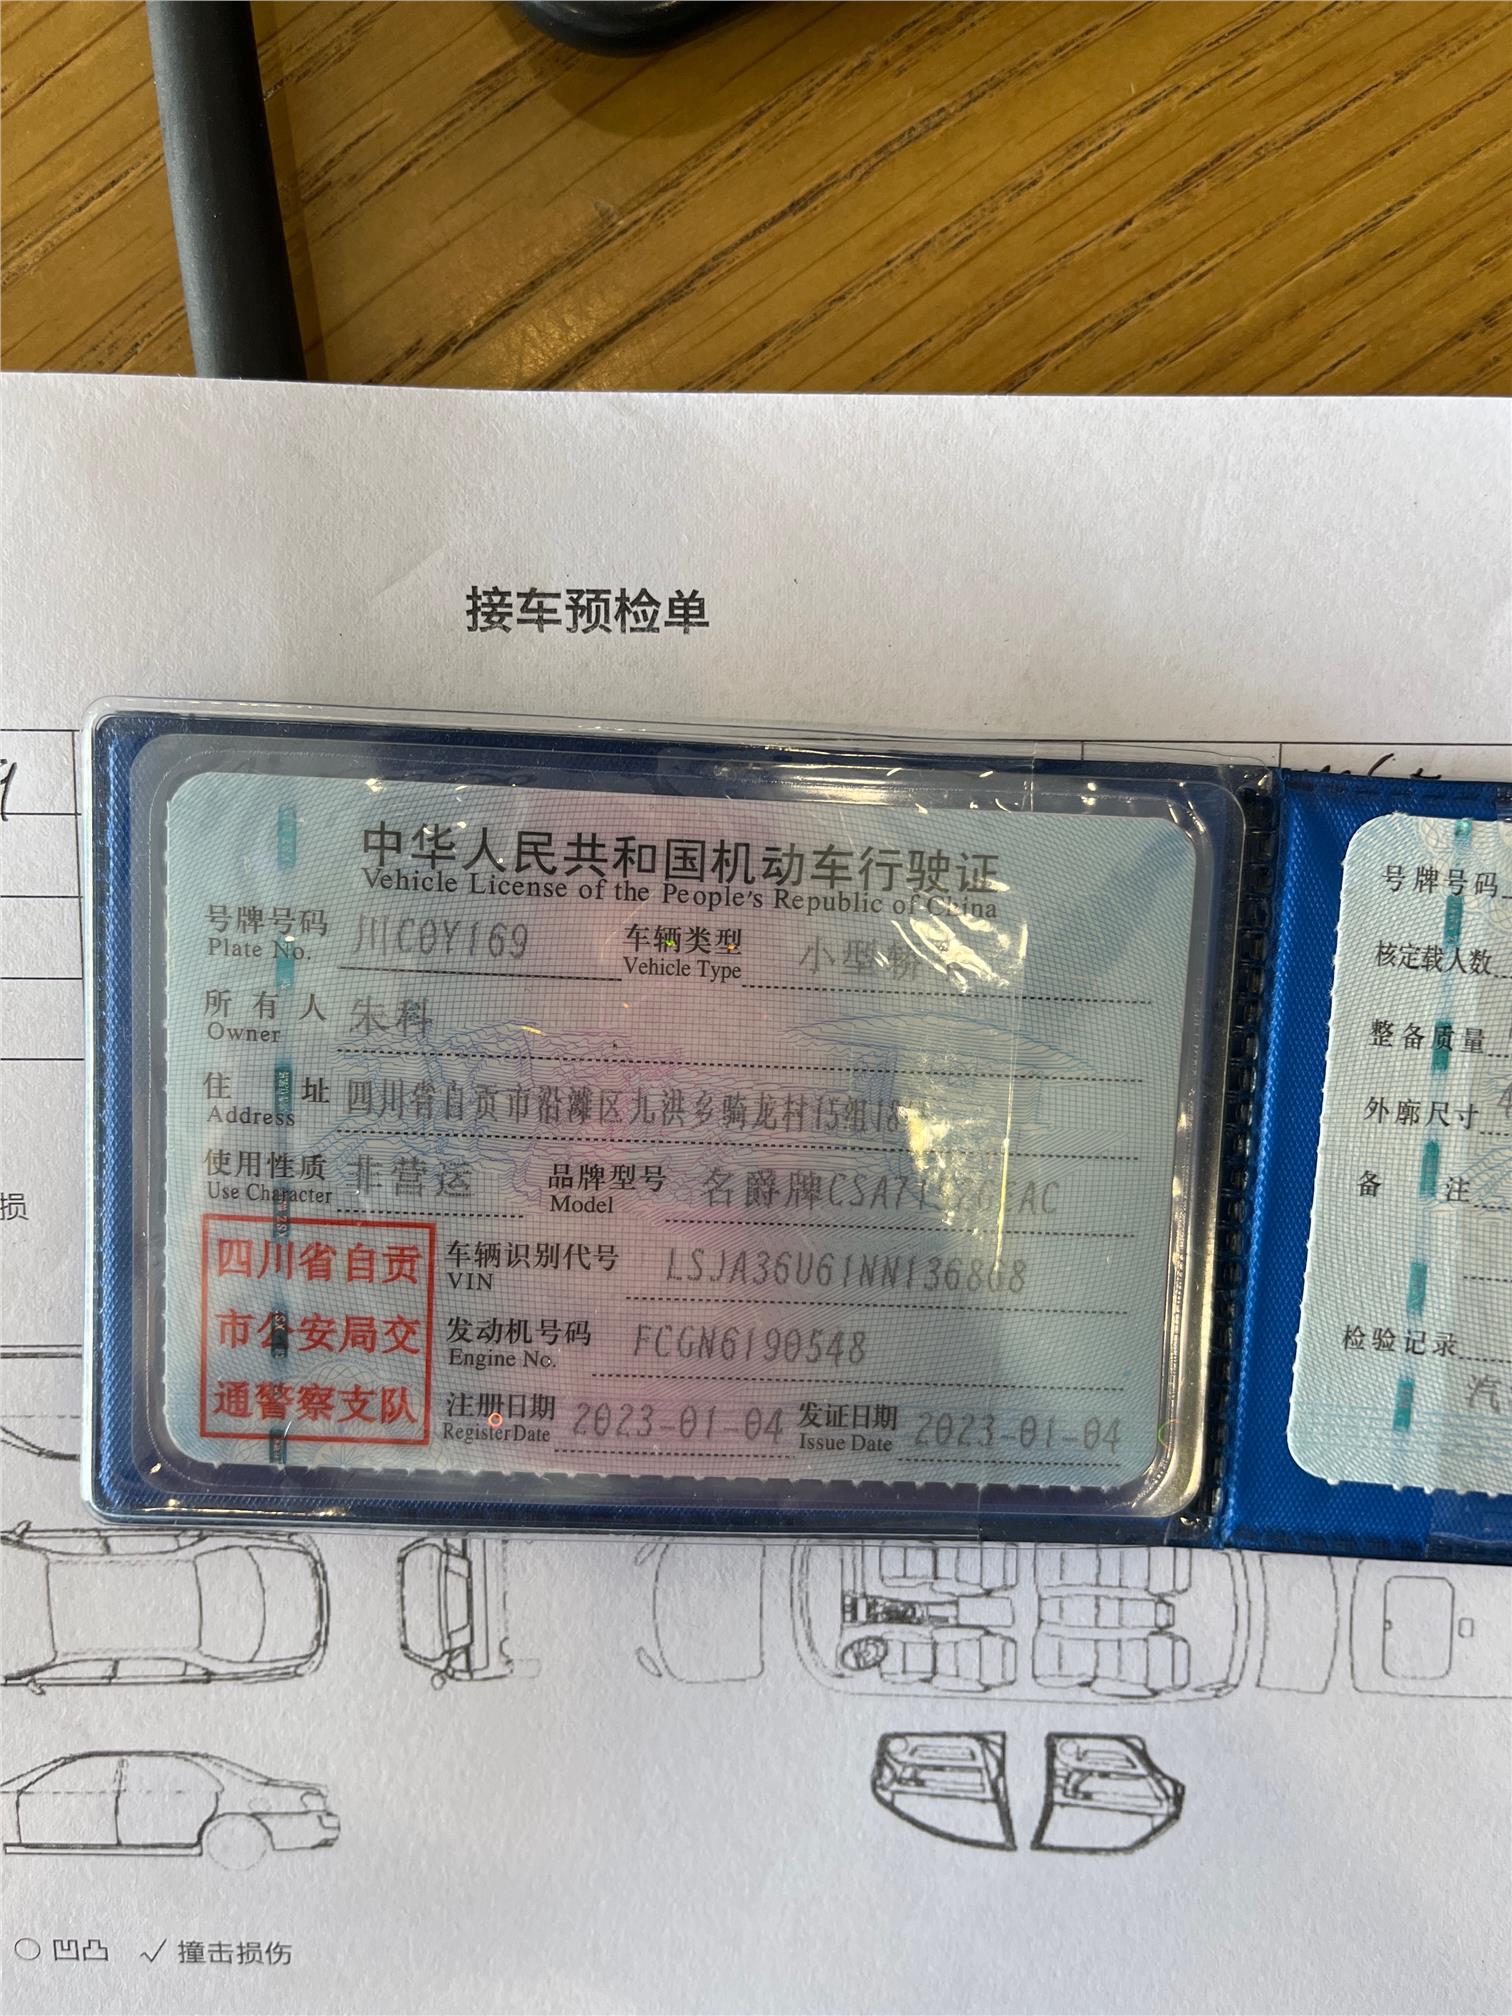 接车预检单
中华人民共和国机动车行驶证
Vehicle License of the People's Republic of China
号牌号码 川C0Y169 车辆类型 小型轿
Plate No. Vehicle Type
所有人 朱科
Owner
住址 四川省自贡市沿滩区九洪乡骑龙村15组18
Address
使用性质 非营运 品牌型号 名爵牌
Use Character Model
四川省自贡
市公安局交
通警察支队
车辆识别代号 LSJA36U61NN136868
VIN
发动机号码 FCGN6190548
Engine No.
注册日期 2023-01-04 发证日期 2023-01-04
Register Date Issue Date
号牌号码
核定载人数
整备质量
外廓尺寸
备注
检验记录
汽
损
凹凸 √ 撞击损伤